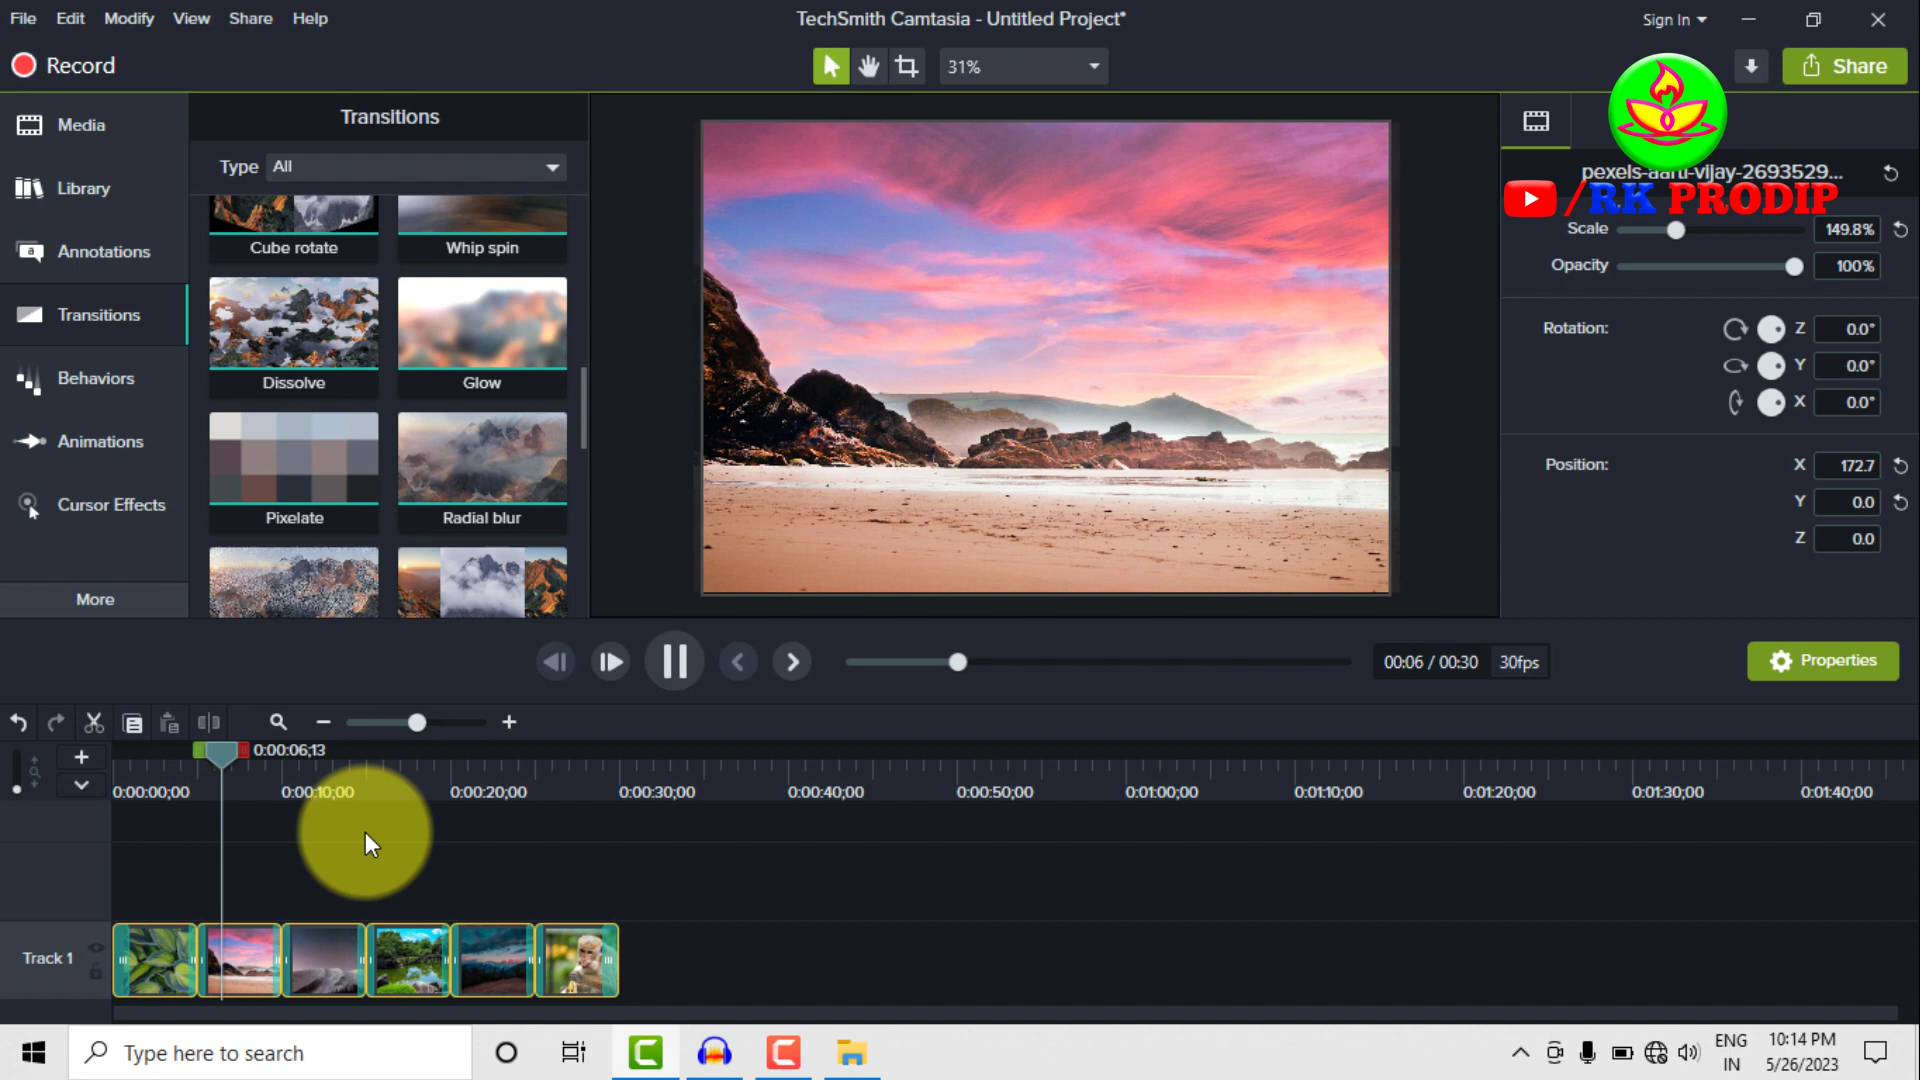 File Edit Modify View Share Help
TechSmith Camtasia - Untitled Project*
Sign In
Record
31%
Share
Media
Library
Annotations
Transitions
Behaviors
Animations
Cursor Effects
More
Transitions
Type All
Cube rotate
Whip spin
Dissolve
Glow
Pixelate
Radial blur
pexels-aarti-vijay-2693529...
/RK PRODIP
Scale 149.8%
Opacity 100%
Rotation: Z 0.0°
Y 0.0°
X 0.0°
Position: X 172.7
Y 0.0
Z 0.0
00:06 / 00:30 30fps
Properties
0:00:06;13
0:00:00;00 0:00:10;00 0:00:20;00 0:00:30;00 0:00:40;00 0:00:50;00 0:01:00;00 0:01:10;00 0:01:20;00 0:01:30;00 0:01:40;00
Track 1
Type here to search
ENG
IN
10:14 PM
5/26/2023